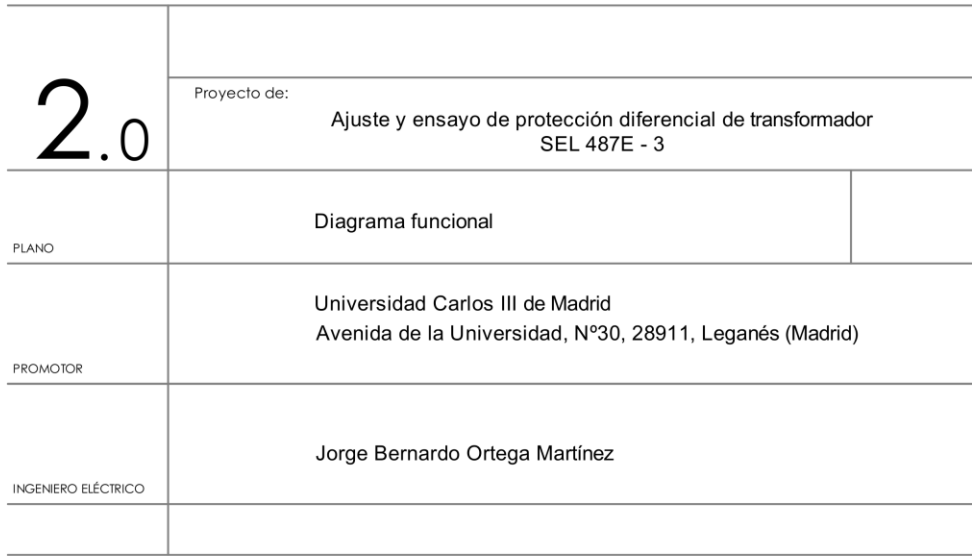 2.0
Proyecto de:
Ajuste y ensayo de protección diferencial de transformador
SEL 487E - 3
PLANO
Diagrama funcional
PROMOTOR
Universidad Carlos III de Madrid
Avenida de la Universidad, Nº30, 28911, Leganés (Madrid)
INGENIERO ELÉCTRICO
Jorge Bernardo Ortega Martínez